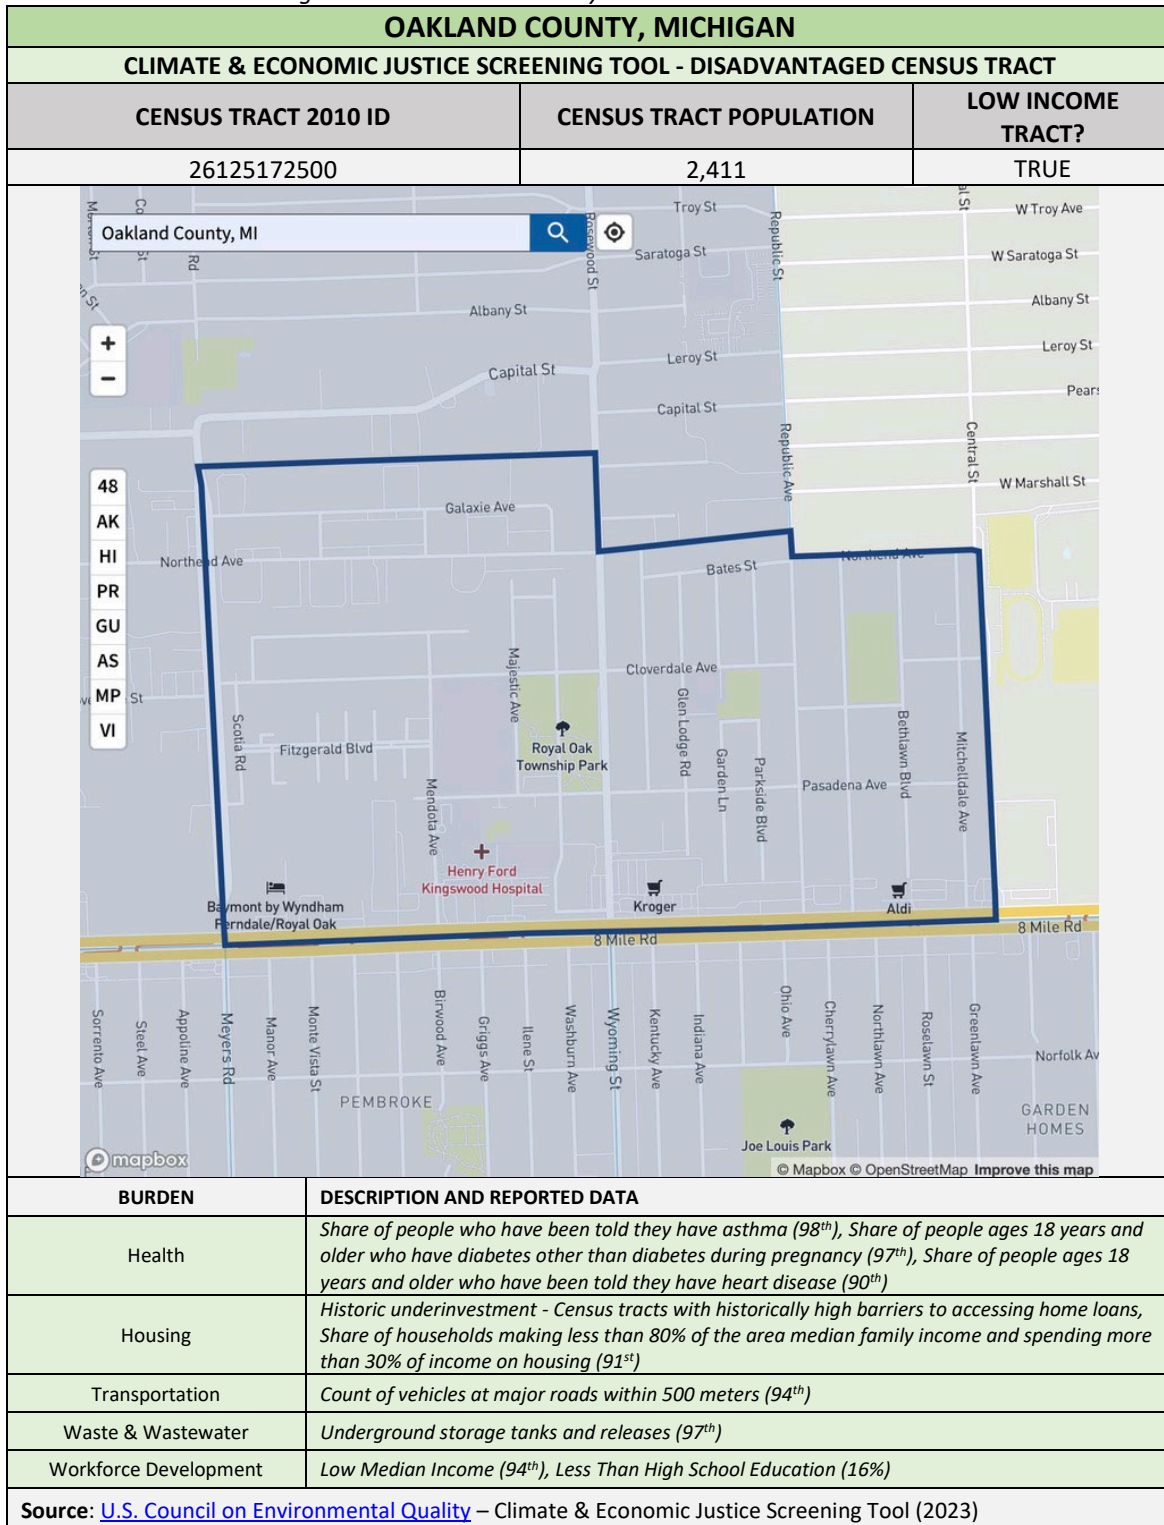 OAKLAND COUNTY, MICHIGAN
CLIMATE & ECONOMIC JUSTICE SCREENING TOOL - DISADVANTAGED CENSUS TRACT
CENSUS TRACT 2010 ID
CENSUS TRACT POPULATION
LOW INCOME
TRACT?
26125172500
2,411
TRUE
Oakland County, MI
Rd
Rosewood St
Troy St
Republic St
W Troy Ave
Saratoga St
W Saratoga St
Albany St
Albany St
Leroy St
Leroy St
Capital St
Capital St
Republic Ave
Central St
W Marshall St
+
−
48
AK
HI
PR
GU
AS
MP
VI
St
Galaxie Ave
Northend Ave
Bates St
Northend Ave
Cloverdale Ave
Majestic Ave
Scotia Rd
Fitzgerald Blvd
Royal Oak
Township Park
Glen Lodge Rd
Garden Ln
Parkside Blvd
Pasadena Ave
Bethlawn Blvd
Mitchelldale Ave
Mendota Ave
Henry Ford
Kingswood Hospital
Baymont by Wyndham
Ferndale/Royal Oak
Kroger
Aldi
8 Mile Rd
8 Mile Rd
Sorrento Ave
Steel Ave
Appoline Ave
Meyers Rd
Manor Ave
Monte Vista St
Birwood Ave
Griggs Ave
Ilene St
Washburn Ave
Wyoming St
Kentucky Ave
Indiana Ave
Ohio Ave
Cherrylawn Ave
Northlawn Ave
Roselawn St
Greenlawn Ave
Norfolk Av
PEMBROKE
GARDEN
HOMES
Joe Louis Park
mapbox
© Mapbox © OpenStreetMap Improve this map
BURDEN
DESCRIPTION AND REPORTED DATA
Health
Share of people who have been told they have asthma (98th), Share of people ages 18 years and
older who have diabetes other than diabetes during pregnancy (97th), Share of people ages 18
years and older who have been told they have heart disease (90th)
Housing
Historic underinvestment - Census tracts with historically high barriers to accessing home loans,
Share of households making less than 80% of the area median family income and spending more
than 30% of income on housing (91st)
Transportation
Count of vehicles at major roads within 500 meters (94th)
Waste & Wastewater
Underground storage tanks and releases (97th)
Workforce Development
Low Median Income (94th), Less Than High School Education (16%)
Source: U.S. Council on Environmental Quality – Climate & Economic Justice Screening Tool (2023)